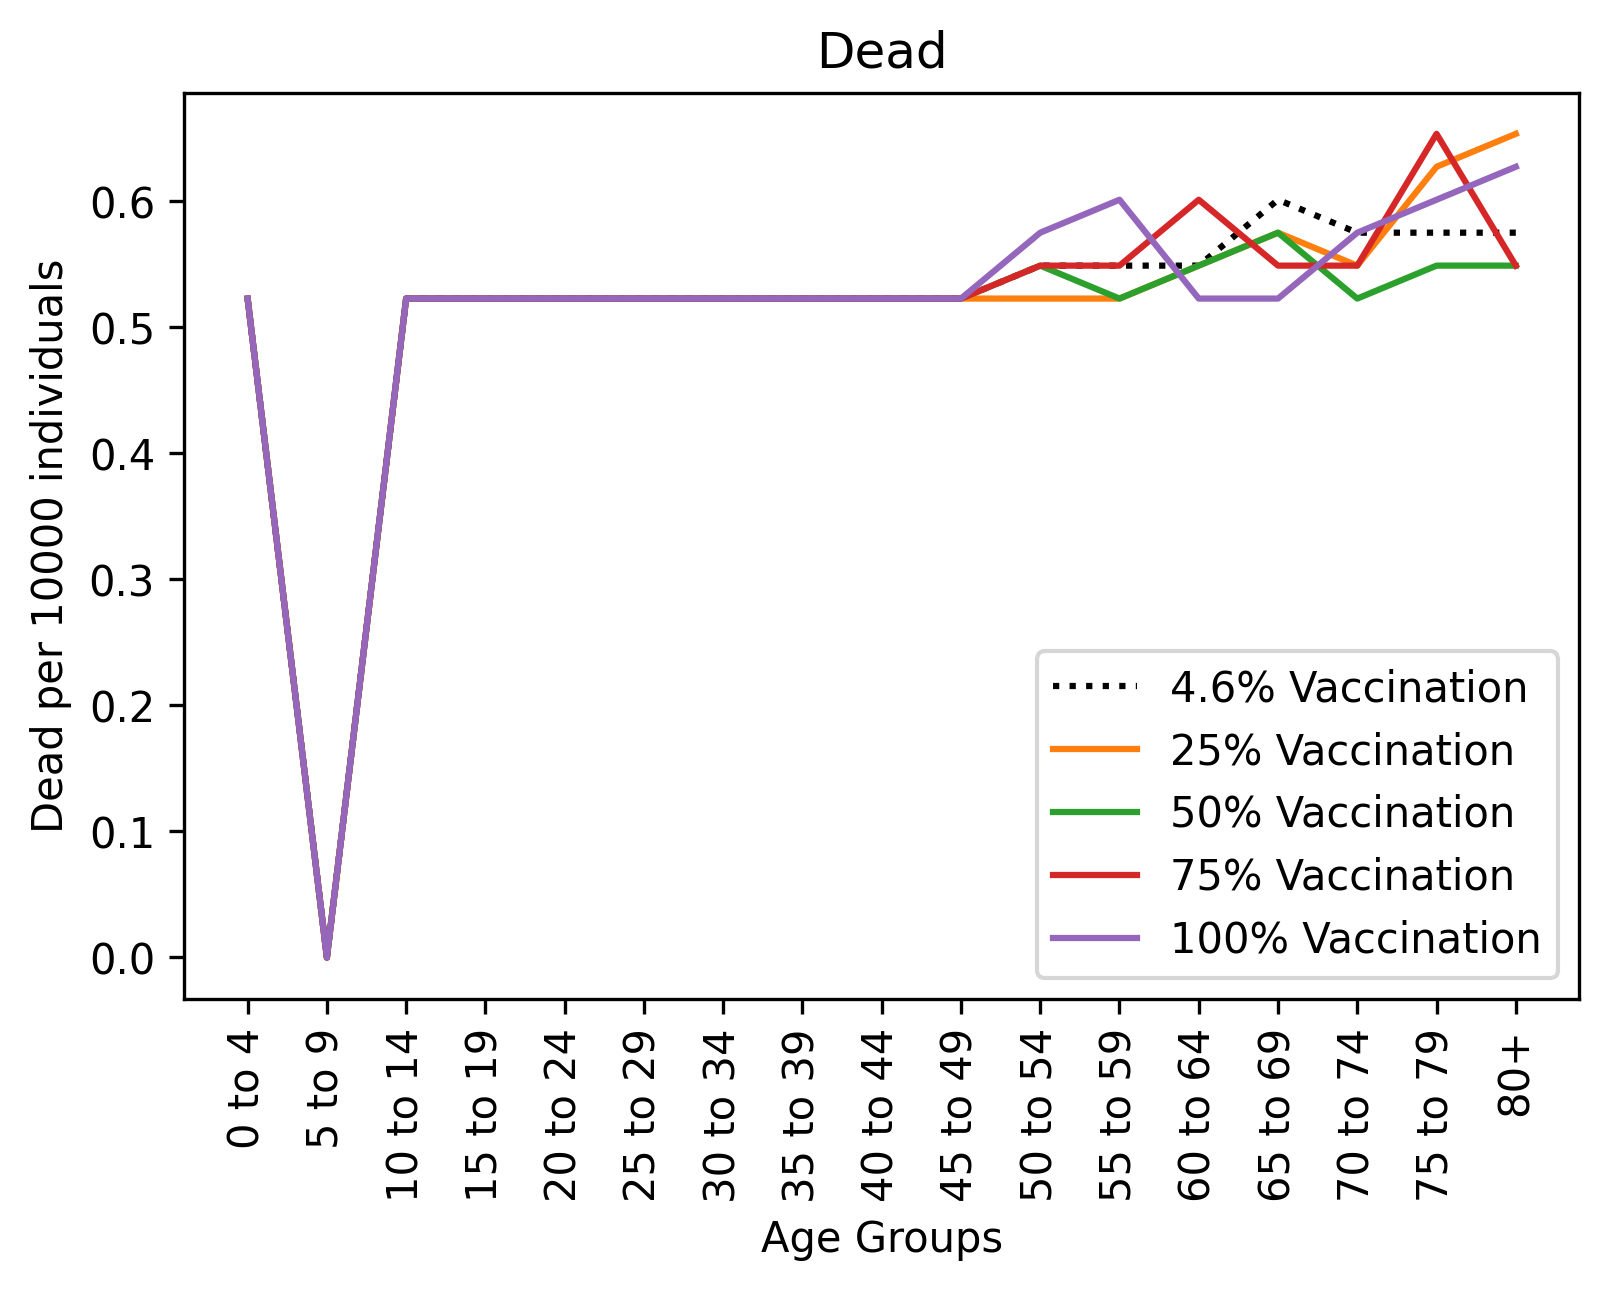 Dead
Dead per 10000 individuals
0.6
0.5
0.4
0.3
0.2
0.1
0.0
4.6% Vaccination
25% Vaccination
50% Vaccination
75% Vaccination
100% Vaccination
0 to 4
5 to 9
10 to 14
15 to 19
20 to 24
25 to 29
30 to 34
35 to 39
40 to 44
45 to 49
50 to 54
55 to 59
60 to 64
65 to 69
70 to 74
75 to 79
80+
Age Groups